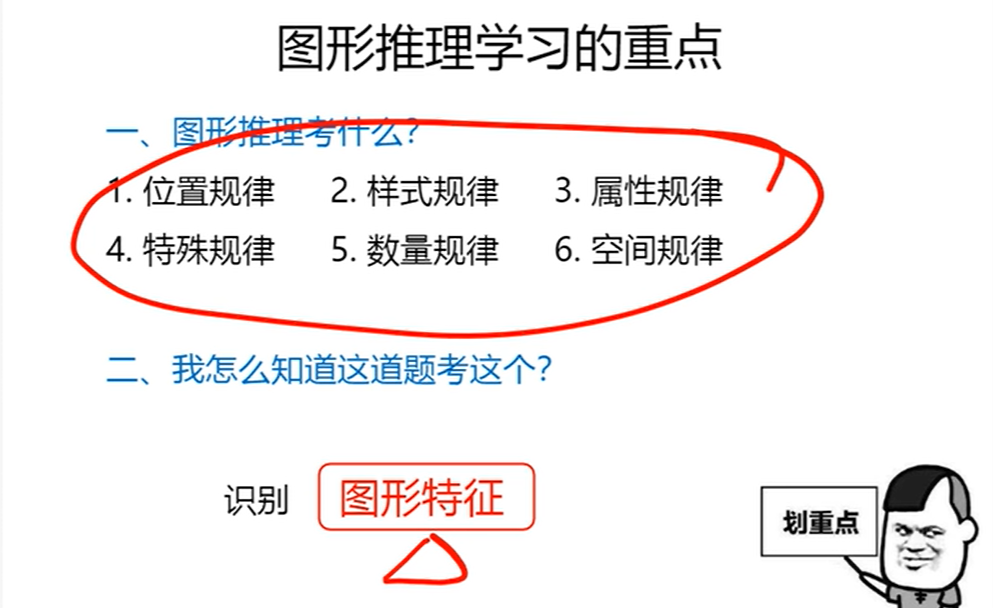 图形推理学习的重点
一、图形推理考什么？
1. 位置规律 2. 样式规律 3. 属性规律
4. 特殊规律 5. 数量规律 6. 空间规律
二、我怎么知道这道题考这个？
识别 图形特征
划重点